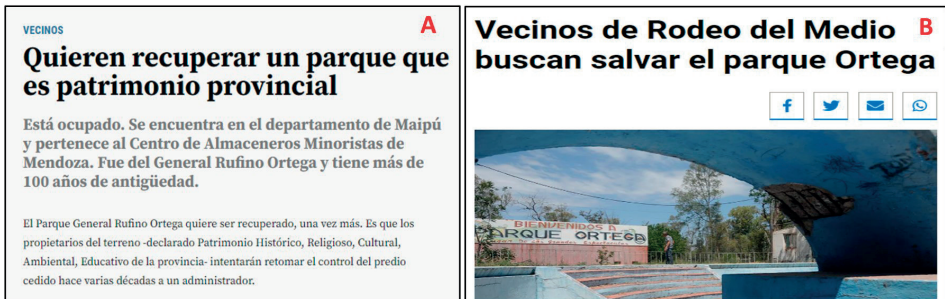 VECINOS
A
Quieren recuperar un parque que
es patrimonio provincial
Está ocupado. Se encuentra en el departamento de Maipú
y pertenece al Centro de Almaceneros Minoristas de
Mendoza. Fue del General Rufino Ortega y tiene más de
100 años de antigüedad.
El Parque General Rufino Ortega quiere ser recuperado, una vez más. Es que los
propietarios del terreno -declarado Patrimonio Histórico, Religioso, Cultural,
Ambiental, Educativo de la provincia- intentarán retomar el control del predio
cedido hace varias décadas a un administrador.
Vecinos de Rodeo del Medio
B
buscan salvar el parque Ortega
BIENVENIDOS A
PARQUE ORTEGA